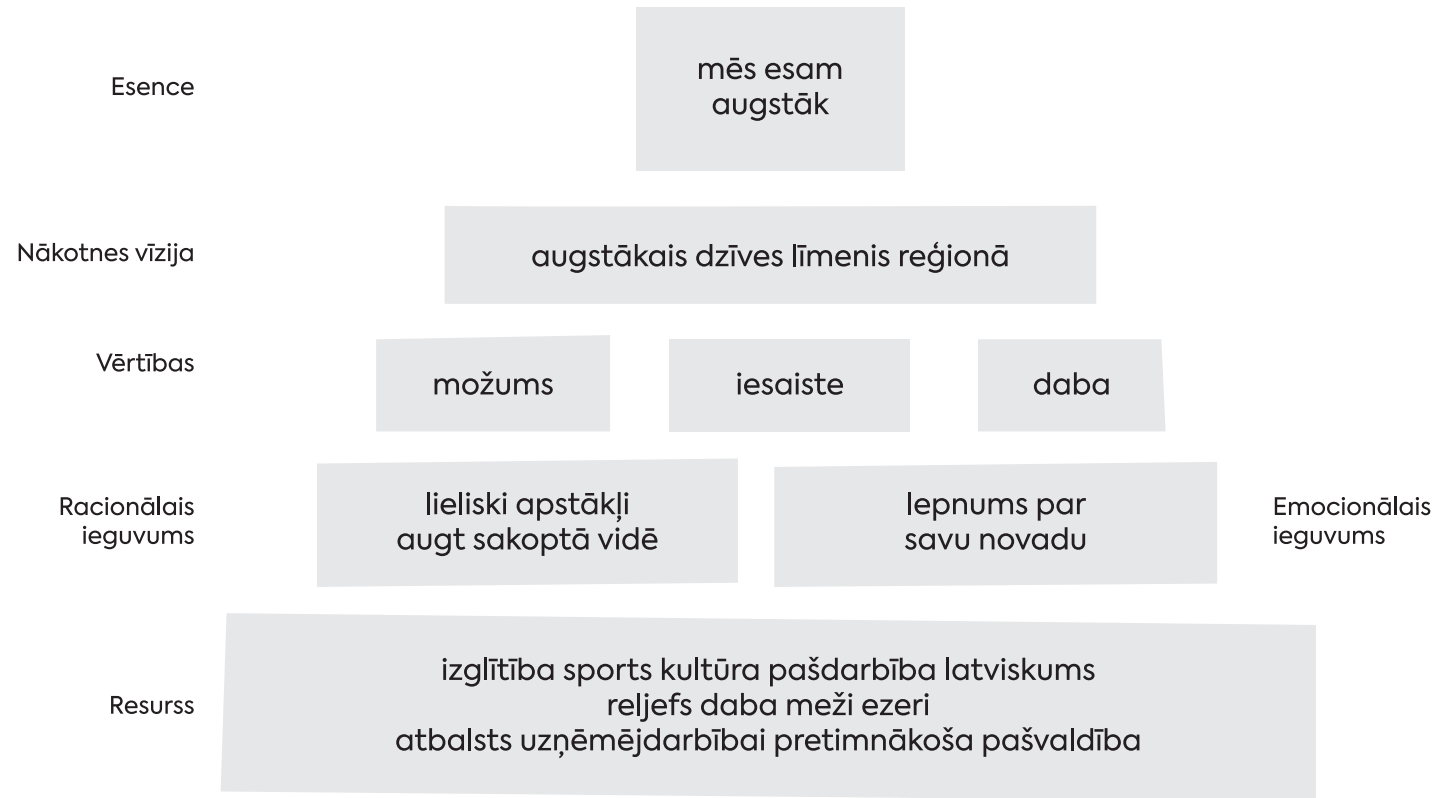 Esence
mēs esam
augstāk
Nākotnes vīzija
augstākais dzīves līmenis reģionā
Vērtības
možums
iesaiste
daba
Racionālais
ieguvums
lieliski apstākļi
augt sakoptā vidē
lepnums par
savu novadu
Emocionālais
ieguvums
Resurss
izglītība sports kultūra pašdarbība latviskums
reljefs daba meži ezeri
atbalsts uzņēmējdarbībai pretimnākoša pašvaldība